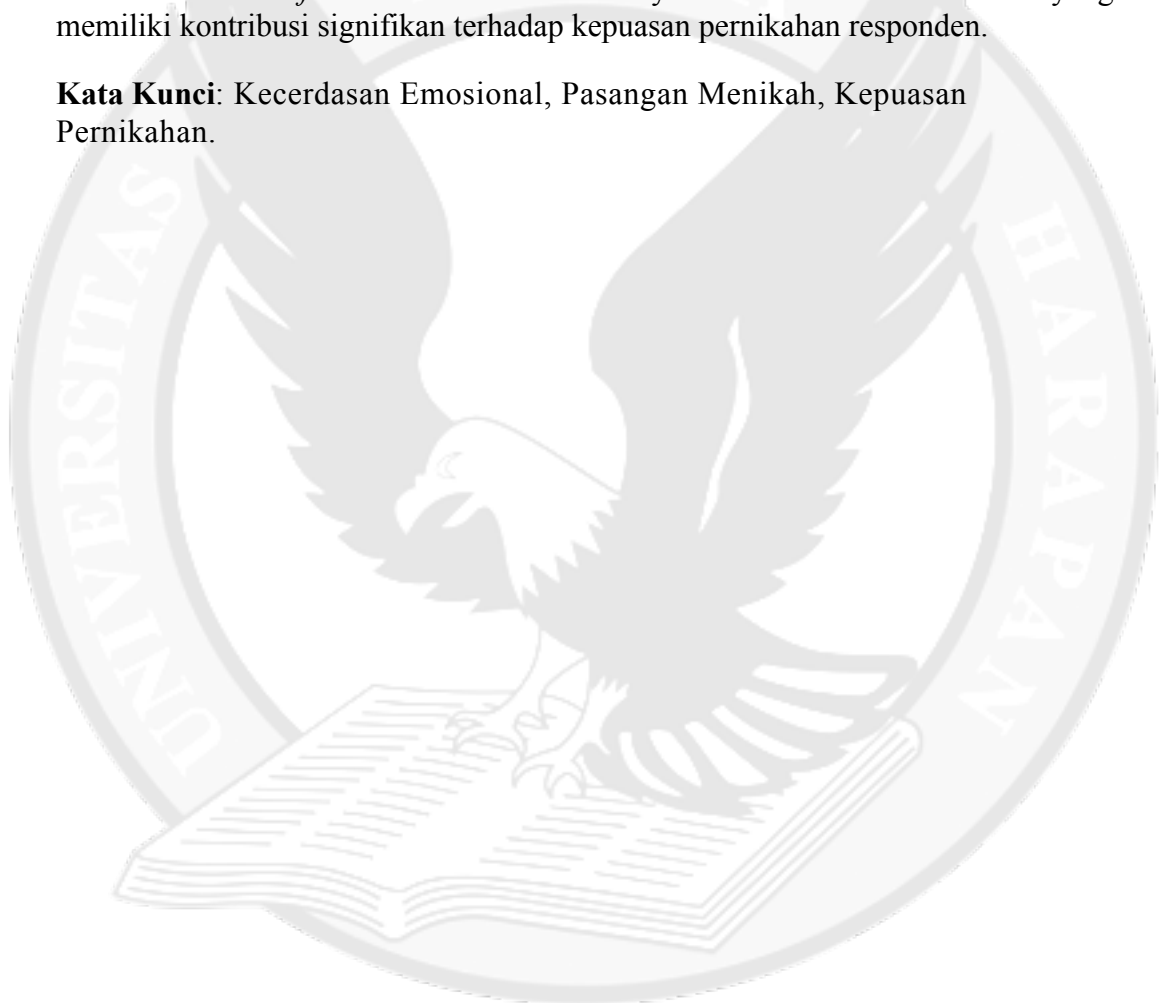 memiliki kontribusi signifikan terhadap kepuasan pernikahan responden.
Kata Kunci: Kecerdasan Emosional, Pasangan Menikah, Kepuasan
Pernikahan.
UNIVERSITAS
HARAPAN